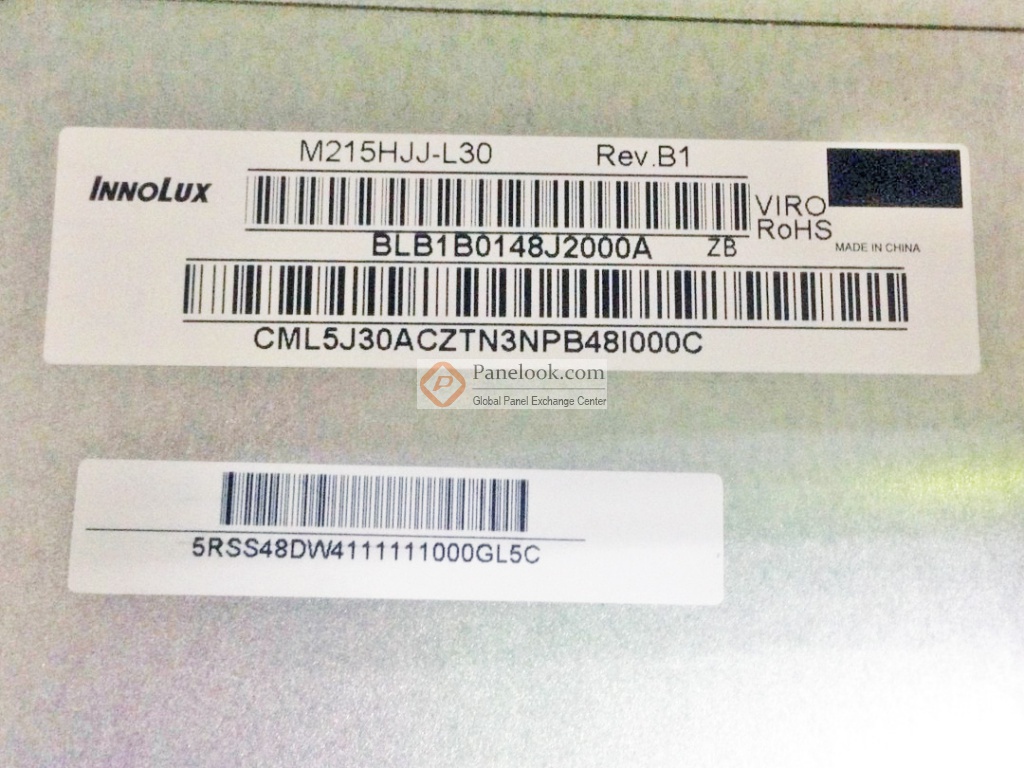 M215HJJ-L30 Rev.B1
INNOLUX
VIRO
RoHS
BLB1B0148J2000A ZB
MADE IN CHINA
CML5J30ACZTN3NPB48I000C
Panelook.com
Global Panel Exchange Center
5RSS48DW4111111000GL5C